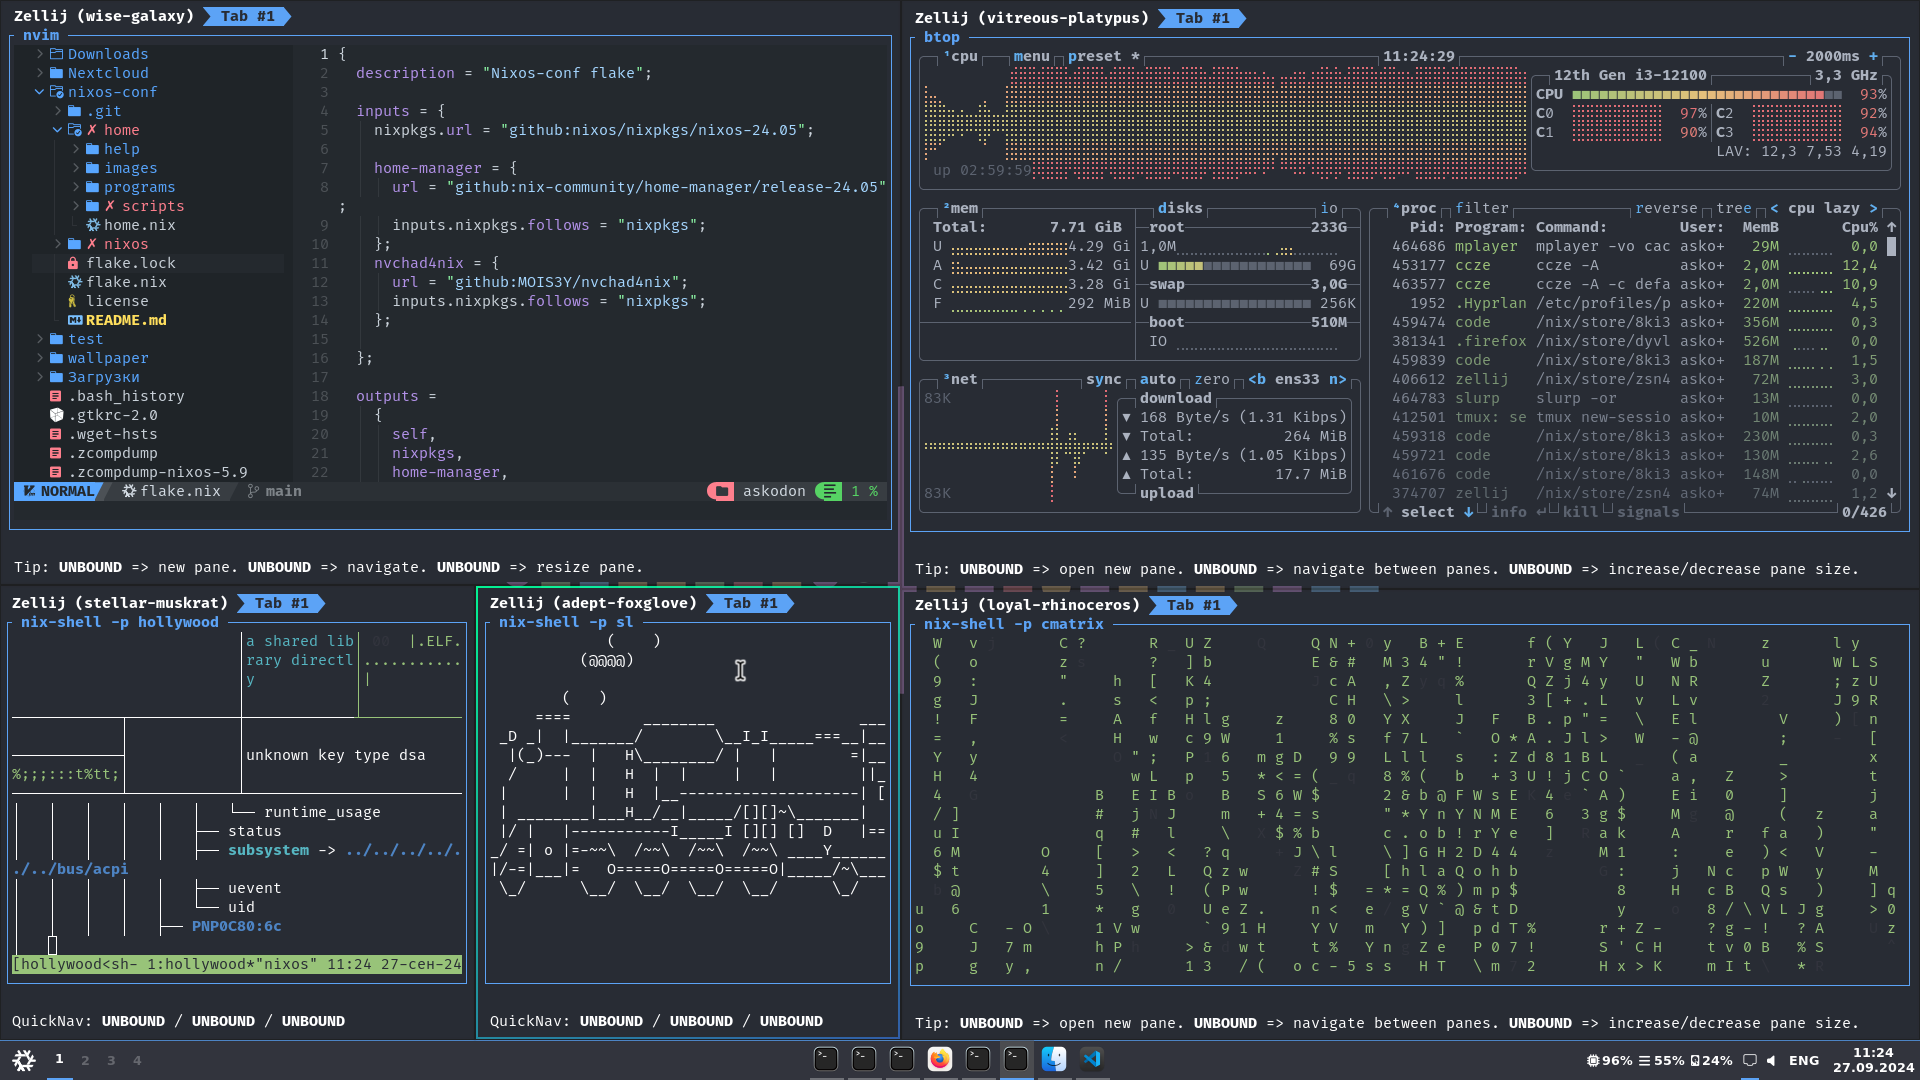 Zellij (wise-galaxy) Tab #1
nvim
Downloads
Nextcloud
nixos-conf
.git
✗ home
help
images
programs
✗ scripts
home.nix
✗ nixos
flake.lock
flake.nix
license
README.md
test
wallpaper
Загрузки
.bash_history
.gtkrc-2.0
.wget-hsts
.zcompdump
.zcompdump-nixos-5.9
1 {
2 description = "Nixos-conf flake";
3
4 inputs = {
5 nixpkgs.url = "github:nixos/nixpkgs/nixos-24.05";
6
7 home-manager = {
8 url = "github:nix-community/home-manager/release-24.05"
;
9 inputs.nixpkgs.follows = "nixpkgs";
10 };
11 nvchad4nix = {
12 url = "github:MOIS3Y/nvchad4nix";
13 inputs.nixpkgs.follows = "nixpkgs";
14 };
15
16 };
17
18 outputs =
19 {
20 self,
21 nixpkgs,
22 home-manager,
NORMAL flake.nix main askodon 1 %
Tip: UNBOUND => new pane. UNBOUND => navigate. UNBOUND => resize pane.
Zellij (vitreous-platypus) Tab #1
btop
¹cpu menu preset * 11:24:29 - 2000ms +
12th Gen i3-12100 3,3 GHz
CPU 93%
C0 97% C2 92%
C1 90% C3 94%
LAV: 12,3 7,53 4,19
up 02:59:59
²mem disks io
Total: 7.71 GiB root 233G
U 4.29 Gi 1,0M
A 3.42 Gi U 69G
C 3.28 Gi swap 3,0G
F 292 MiB U 256K
boot 510M
IO
³net sync auto zero <b ens33 n>
83K download
▼ 168 Byte/s (1.31 Kibps)
▼ Total: 264 MiB
▲ 135 Byte/s (1.05 Kibps)
▲ Total: 17.7 MiB
83K upload
⁴proc filter reverse tree < cpu lazy >
Pid: Program: Command: User: MemB Cpu% ↑
464686 mplayer mplayer -vo cac asko+ 29M 0,0
453177 ccze ccze -A asko+ 2,0M 12,4
463577 ccze ccze -A -c defa asko+ 2,0M 10,9
1952 .Hyprlan /etc/profiles/p asko+ 220M 4,5
459474 code /nix/store/8ki3 asko+ 356M 0,3
381341 .firefox /nix/store/dyvl asko+ 526M 0,0
459839 code /nix/store/8ki3 asko+ 187M 1,5
406612 zellij /nix/store/zsn4 asko+ 72M 3,0
464783 slurp slurp -or asko+ 13M 0,0
412501 tmux: se tmux new-sessio asko+ 10M 2,0
459318 code /nix/store/8ki3 asko+ 230M 0,3
459721 code /nix/store/8ki3 asko+ 130M 2,6
461676 code /nix/store/8ki3 asko+ 148M 0,0
374707 zellij /nix/store/zsn4 asko+ 74M 1,2 ↓
↑ select ↓ info ↵ kill signals 0/426
Tip: UNBOUND => open new pane. UNBOUND => navigate between panes. UNBOUND => increase/decrease pane size.
Zellij (stellar-muskrat) Tab #1
nix-shell -p hollywood
a shared lib |.ELF.
rary directl ...........
y |
unknown key type dsa
%;;;:::t%tt;
runtime_usage
status
subsystem -> ../../../../.
./../bus/acpi
uevent
uid
PNP0C80:6c
[hollywood<sh- 1:hollywood*"nixos" 11:24 27-сен-24
QuickNav: UNBOUND / UNBOUND / UNBOUND
Zellij (adept-foxglove) Tab #1
nix-shell -p sl
(@@@@)
QuickNav: UNBOUND / UNBOUND / UNBOUND
Zellij (loyal-rhinoceros) Tab #1
nix-shell -p cmatrix
Tip: UNBOUND => open new pane. UNBOUND => navigate between panes. UNBOUND => increase/decrease pane size.
1 2 3 4
96% 55% 24% ENG 11:24
27.09.2024